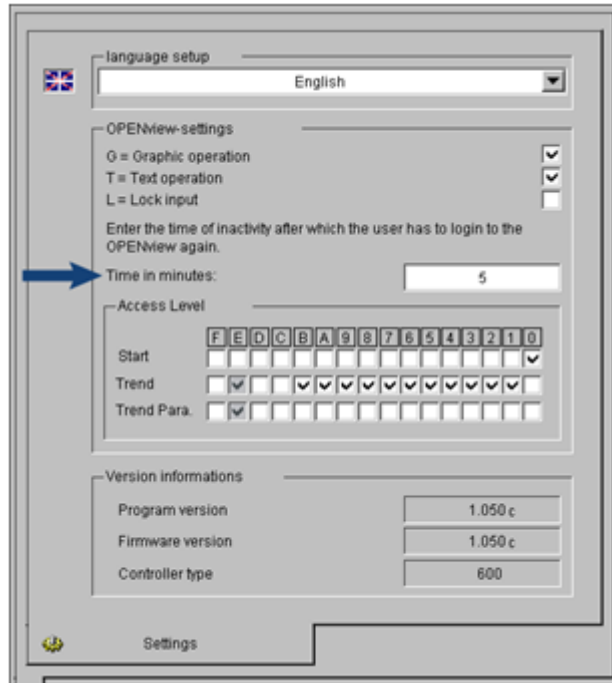 language setup
English
OPENview-settings
G = Graphic operation
T = Text operation
L = Lock input
Enter the time of inactivity after which the user has to login to the
OPENview again.
Time in minutes:
5
Access Level
F E D C B A 9 8 7 6 5 4 3 2 1 0
Start
Trend
Trend Para.
Version informations
Program version
1.050 c
Firmware version
1.050 c
Controller type
600
Settings